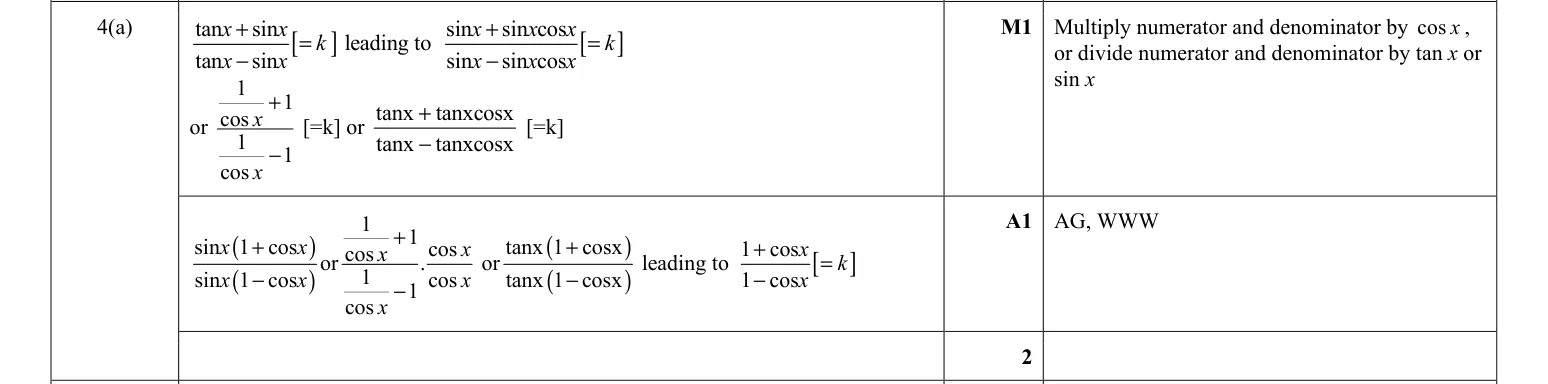 4(a)
(tanx + sinx)/(tanx − sinx) [= k] leading to (sinx + sinxcosx)/(sinx − sinxcosx) [= k]
or (1/(cos x) + 1)/(1/(cos x) − 1) [=k] or (tanx + tanxcosx)/(tanx − tanxcosx) [=k]
M1
Multiply numerator and denominator by cos x ,
or divide numerator and denominator by tan x or
sin x
sinx(1 + cosx)/sinx(1 − cosx) or (1/(cos x) + 1)/(1/(cos x) − 1) . (cos x)/(cos x) or tanx(1 + cosx)/tanx(1 − cosx) leading to (1 + cosx)/(1 − cosx) [= k]
A1
AG, WWW
2